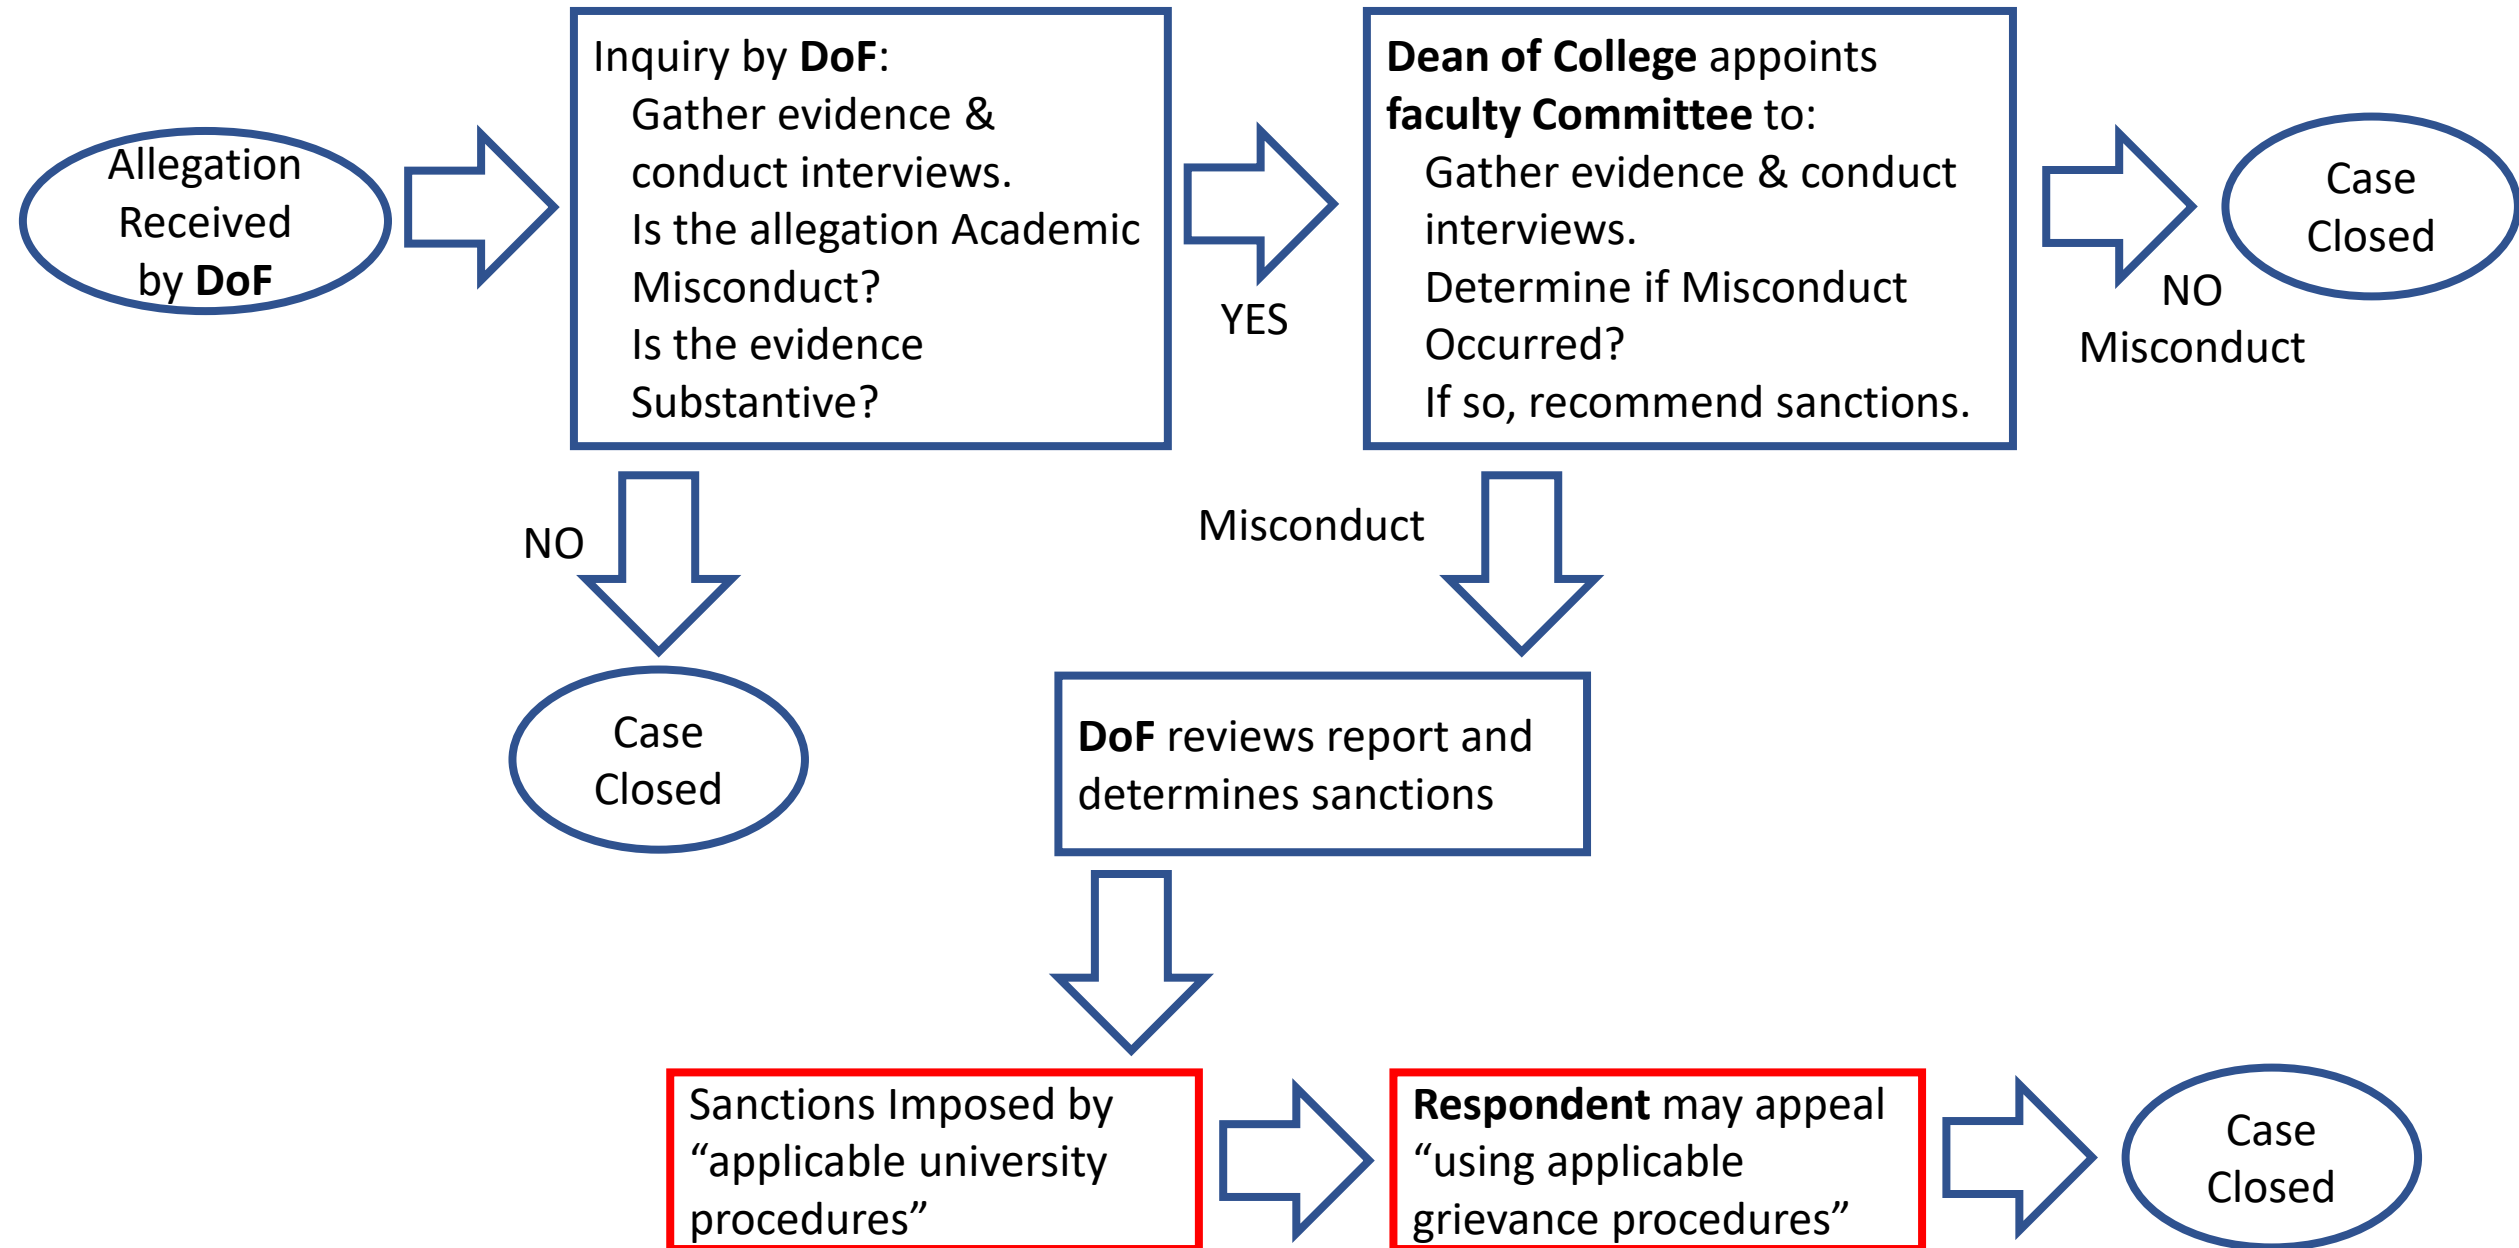 Allegation
Received
by DoF
Inquiry by DoF:
Gather evidence &
conduct interviews.
Is the allegation Academic
Misconduct?
Is the evidence
Substantive?
YES
Dean of College appoints
faculty Committee to:
Gather evidence & conduct
interviews.
Determine if Misconduct
Occurred?
If so, recommend sanctions.
NO
Misconduct
Case
Closed
NO
Case
Closed
Misconduct
DoF reviews report and
determines sanctions
Sanctions Imposed by
“applicable university
procedures”
Respondent may appeal
“using applicable
grievance procedures”
Case
Closed